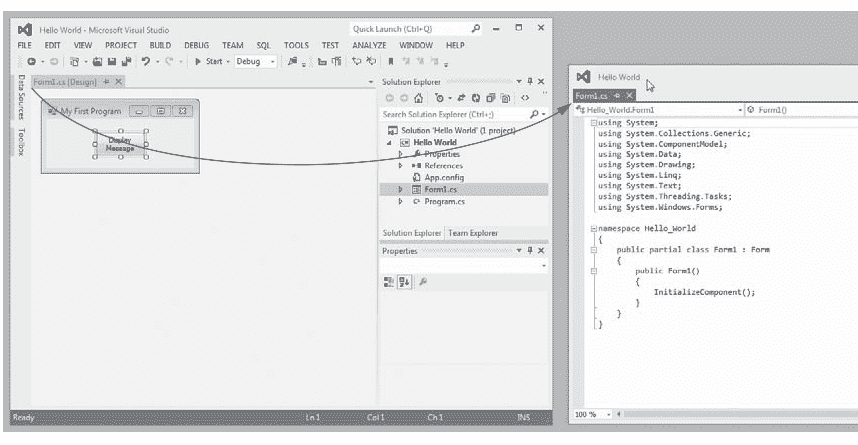 Hello World - Microsoft Visual Studio
Quick Launch (Ctrl+Q)
FILE EDIT VIEW PROJECT BUILD DEBUG TEAM SQL TOOLS TEST ANALYZE WINDOW HELP
Start Debug
Data Sources
Toolbox
Form1.cs [Design]
My First Program
Display
Message
Solution Explorer
Search Solution Explorer (Ctrl+;)
Solution 'Hello World' (1 project)
Hello World
Properties
References
App.config
Form1.cs
Program.cs
Solution Explorer Team Explorer
Properties
Ready Ln 1 Col 1 Ch 1 INS
Hello World
Form1.cs
Hello_World.Form1 Form1()
using System;
using System.Collections.Generic;
using System.ComponentModel;
using System.Data;
using System.Drawing;
using System.Linq;
using System.Text;
using System.Threading.Tasks;
using System.Windows.Forms;
namespace Hello_World
{
public partial class Form1 : Form
{
public Form1()
{
InitializeComponent();
}
}
}
100 %